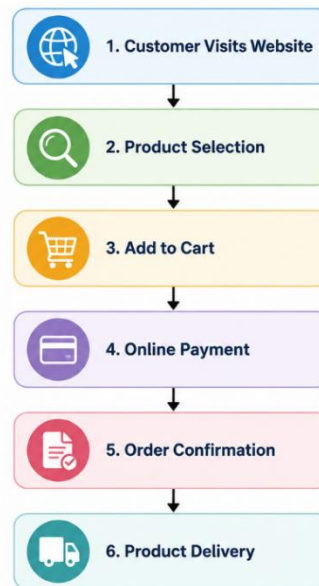 1. Customer Visits Website
2. Product Selection
3. Add to Cart
4. Online Payment
5. Order Confirmation
6. Product Delivery